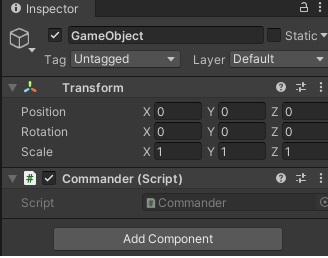 Inspector
GameObject Static
Tag Untagged Layer Default
Transform
Position X 0 Y 0 Z 0
Rotation X 0 Y 0 Z 0
Scale X 1 Y 1 Z 1
# Commander (Script)
Script # Commander
Add Component